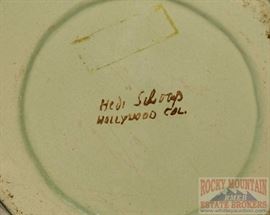 Hedi Schoop
HOLLYWOOD CAL.
ROCKY MOUNTAIN
ESTATE BROKERS